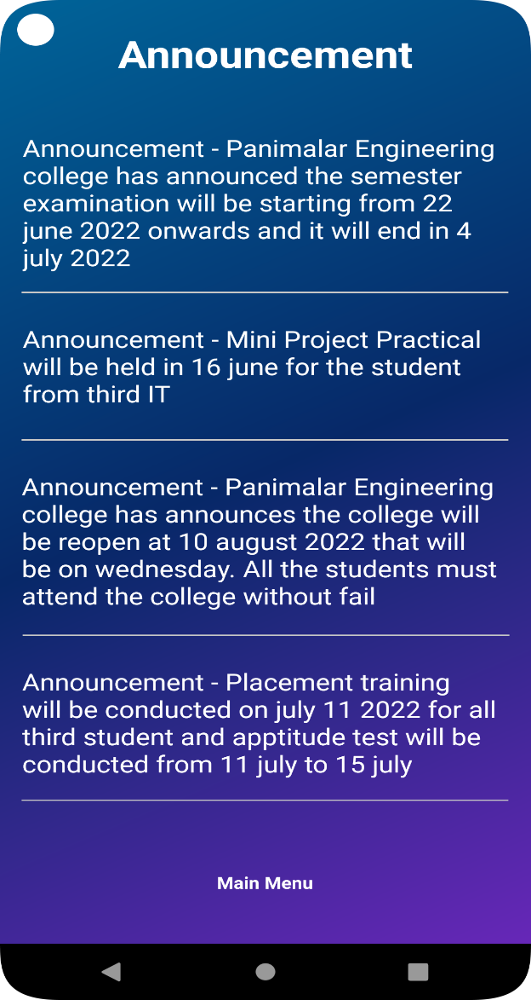 Announcement
Announcement - Panimalar Engineering
college has announced the semester
examination will be starting from 22
june 2022 onwards and it will end in 4
july 2022
Announcement - Mini Project Practical
will be held in 16 june for the student
from third IT
Announcement - Panimalar Engineering
college has announces the college will
be reopen at 10 august 2022 that will
be on wednesday. All the students must
attend the college without fail
Announcement - Placement training
will be conducted on july 11 2022 for all
third student and apptitude test will be
conducted from 11 july to 15 july
Main Menu